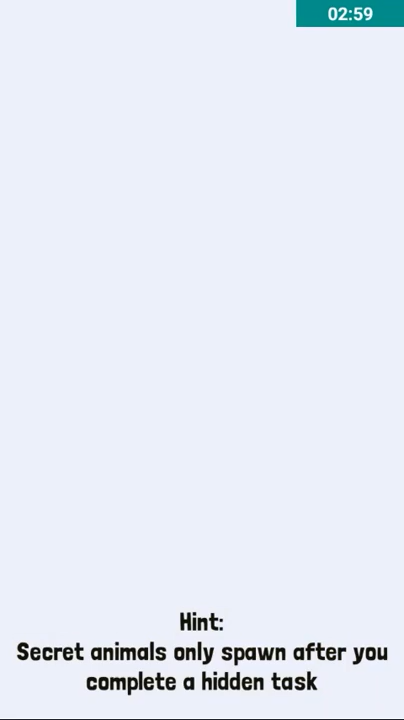 02:59
Hint:
Secret animals only spawn after you
complete a hidden task